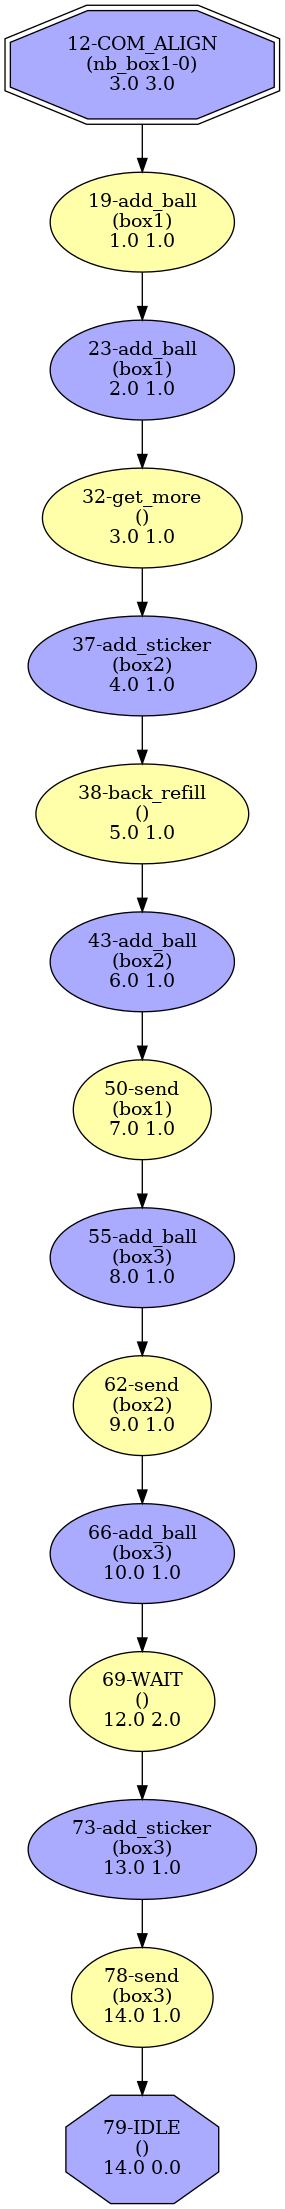 12-COM_ALIGN
(nb_box1-0)
3.0 3.0
19-add_ball
(box1)
1.0 1.0
23-add_ball
(box1)
2.0 1.0
32-get_more
()
3.0 1.0
37-add_sticker
(box2)
4.0 1.0
38-back_refill
()
5.0 1.0
43-add_ball
(box2)
6.0 1.0
50-send
(box1)
7.0 1.0
55-add_ball
(box3)
8.0 1.0
62-send
(box2)
9.0 1.0
66-add_ball
(box3)
10.0 1.0
69-WAIT
()
12.0 2.0
73-add_sticker
(box3)
13.0 1.0
78-send
(box3)
14.0 1.0
79-IDLE
()
14.0 0.0